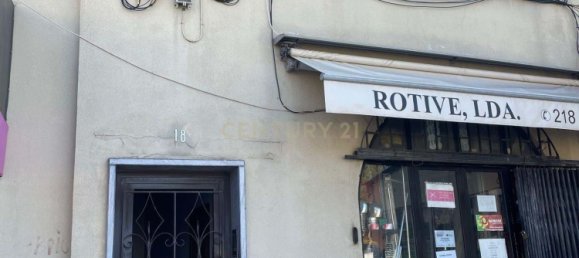 CENTURY 21
18
ROTIVE, LDA. ✆ 218